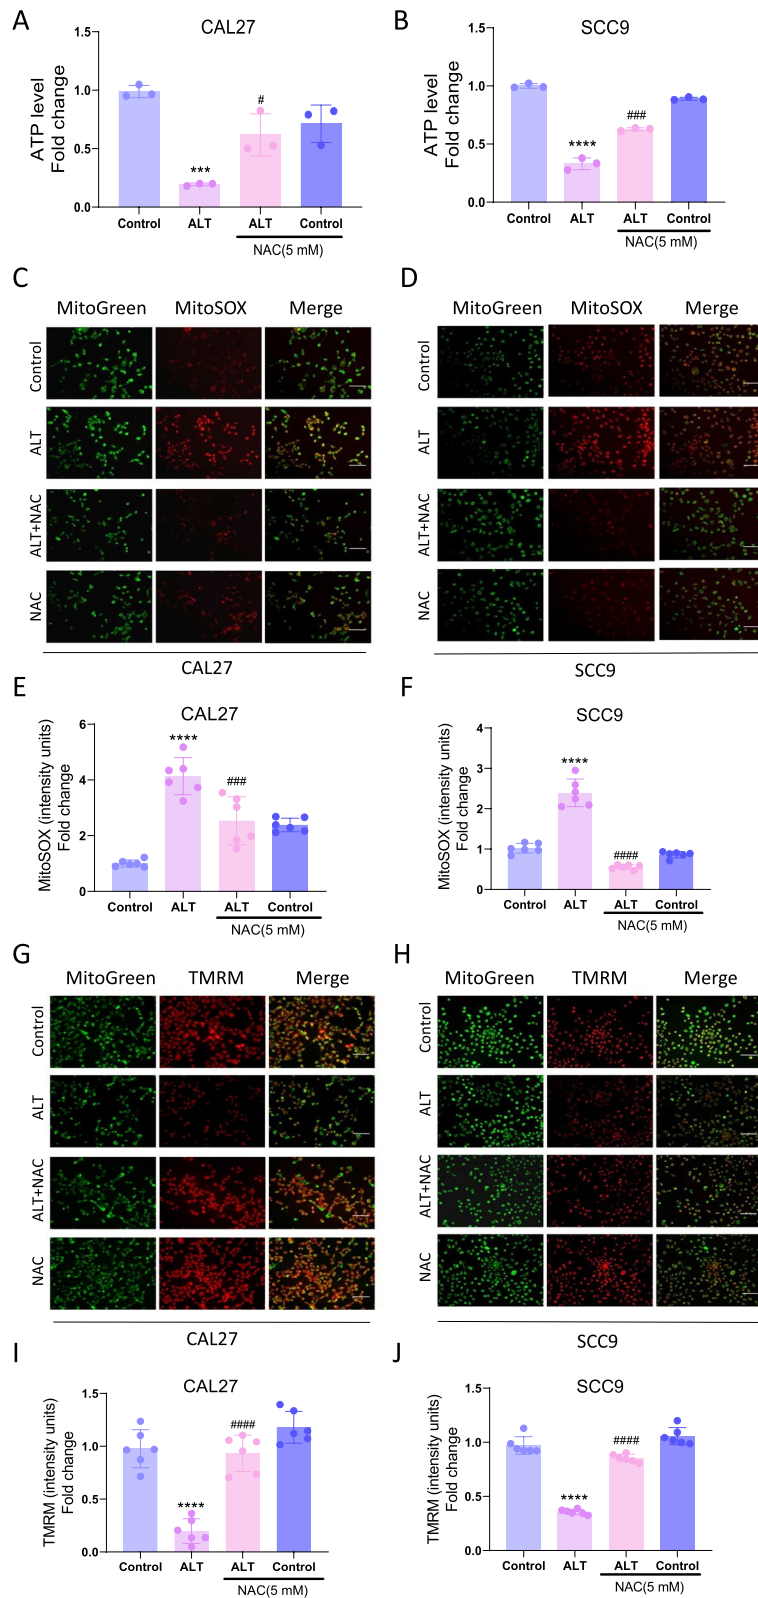 A
CAL27
ATP level
Fold change
1.5
1.0
0.5
0.0
***
#
Control
ALT
ALT
Control
NAC(5 mM)
B
SCC9
ATP level
Fold change
1.5
1.0
0.5
0.0
****
###
Control
ALT
ALT
Control
NAC(5 mM)
C
MitoGreen
MitoSOX
Merge
Control
ALT
ALT+NAC
NAC
CAL27
D
MitoGreen
MitoSOX
Merge
Control
ALT
ALT+NAC
NAC
SCC9
E
CAL27
MitoSOX (intensity units)
Fold change
6
4
2
0
****
###
Control
ALT
ALT
Control
NAC(5 mM)
F
SCC9
MitoSOX (intensity units)
Fold change
4
3
2
1
0
****
####
Control
ALT
ALT
Control
NAC(5 mM)
G
MitoGreen
TMRM
Merge
Control
ALT
ALT+NAC
NAC
CAL27
H
MitoGreen
TMRM
Merge
Control
ALT
ALT+NAC
NAC
SCC9
I
CAL27
TMRM (intensity units)
Fold change
1.5
1.0
0.5
0.0
****
####
Control
ALT
ALT
Control
NAC(5 mM)
J
SCC9
TMRM (intensity units)
Fold change
1.5
1.0
0.5
0.0
****
####
Control
ALT
ALT
Control
NAC(5 mM)